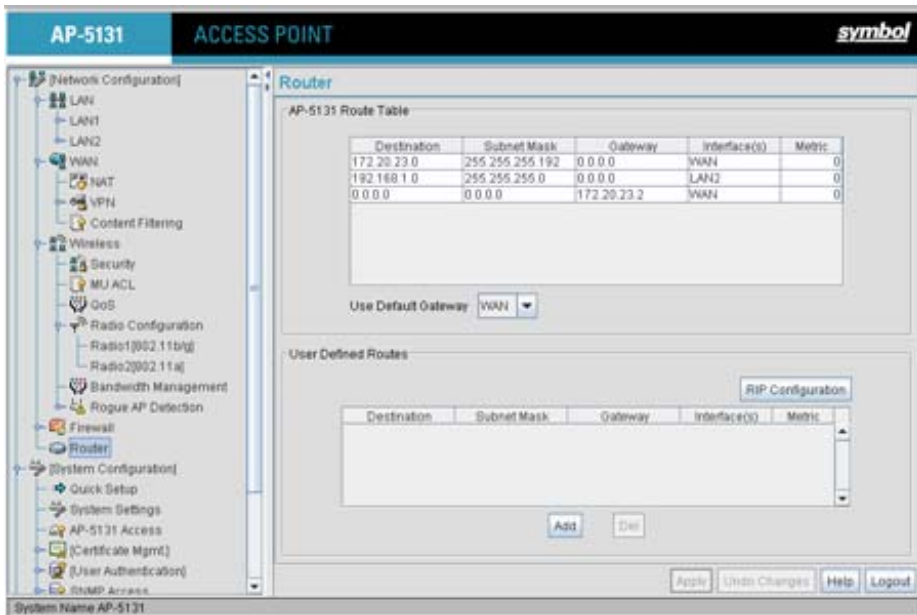 AP-5131 ACCESS POINT symbol
[Network Configuration]
LAN
LAN1
LAN2
WAN
NAT
VPN
Content Filtering
Wireless
Security
MU ACL
QoS
Radio Configuration
Radio1[802.11b/g]
Radio2[802.11a]
Bandwidth Management
Rogue AP Detection
Firewall
Router
[System Configuration]
Quick Setup
System Settings
AP-5131 Access
[Certificate Mgmt.]
[User Authentication]
SNMP Access
Router
AP-5131 Route Table
Destination Subnet Mask Gateway Interface(s) Metric
172.20.23.0 255.255.255.192 0.0.0.0 WAN 0
192.168.1.0 255.255.255.0 0.0.0.0 LAN2 0
0.0.0.0 0.0.0.0 172.20.23.2 WAN 0
Use Default Gateway WAN
User Defined Routes
RIP Configuration
Destination Subnet Mask Gateway Interface(s) Metric
Add Del
Apply Undo Changes Help Logout
System Name AP-5131